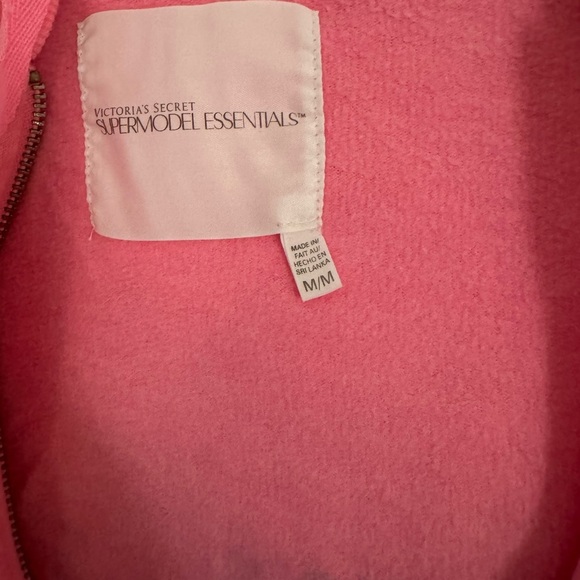 VICTORIA'S SECRET
SUPERMODEL ESSENTIALS™
MADE IN/
FAIT AU/
HECHO EN
SRI LANKA
M/M